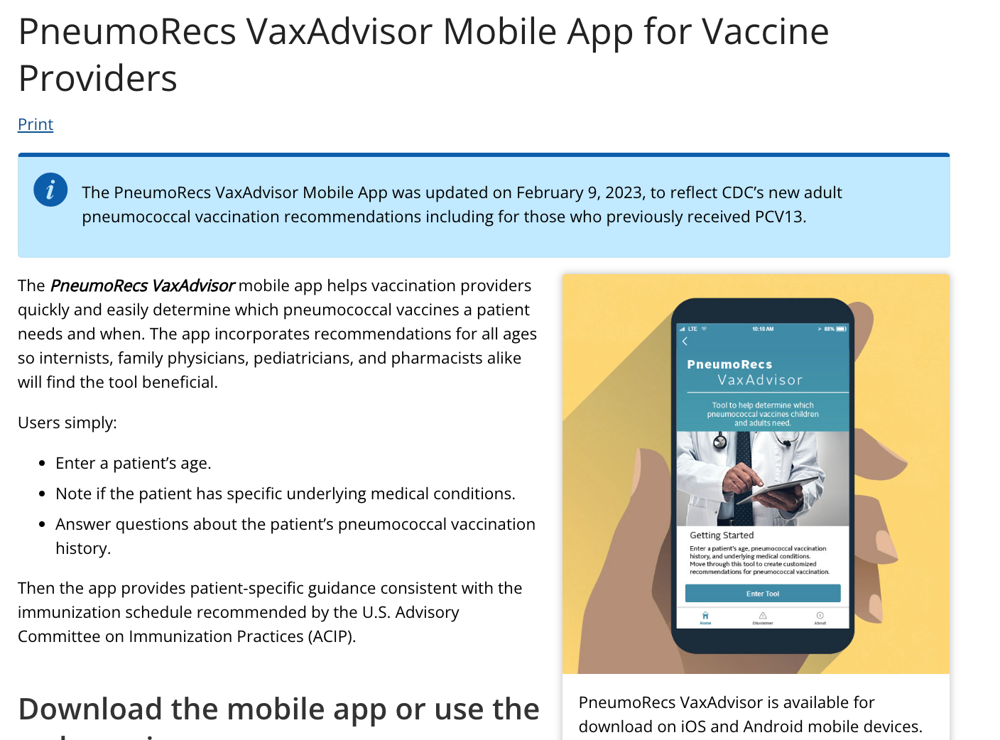 PneumoRecs VaxAdvisor Mobile App for Vaccine
Providers
Print
i
The PneumoRecs VaxAdvisor Mobile App was updated on February 9, 2023, to reflect CDC’s new adult
pneumococcal vaccination recommendations including for those who previously received PCV13.
The PneumoRecs VaxAdvisor mobile app helps vaccination providers
quickly and easily determine which pneumococcal vaccines a patient
needs and when. The app incorporates recommendations for all ages
so internists, family physicians, pediatricians, and pharmacists alike
will find the tool beneficial.
Users simply:
• Enter a patient’s age.
• Note if the patient has specific underlying medical conditions.
• Answer questions about the patient’s pneumococcal vaccination
history.
Then the app provides patient-specific guidance consistent with the
immunization schedule recommended by the U.S. Advisory
Committee on Immunization Practices (ACIP).
Download the mobile app or use the
LTE 10:18 AM 88%
PneumoRecs
VaxAdvisor
Tool to help determine which
pneumococcal vaccines children
and adults need.
Getting Started
Enter a patient's age, pneumococcal vaccination
history, and underlying medical conditions.
Move through this tool to create customized
recommendations for pneumococcal vaccination.
Enter Tool
Home Disclaimer About
PneumoRecs VaxAdvisor is available for
download on iOS and Android mobile devices.